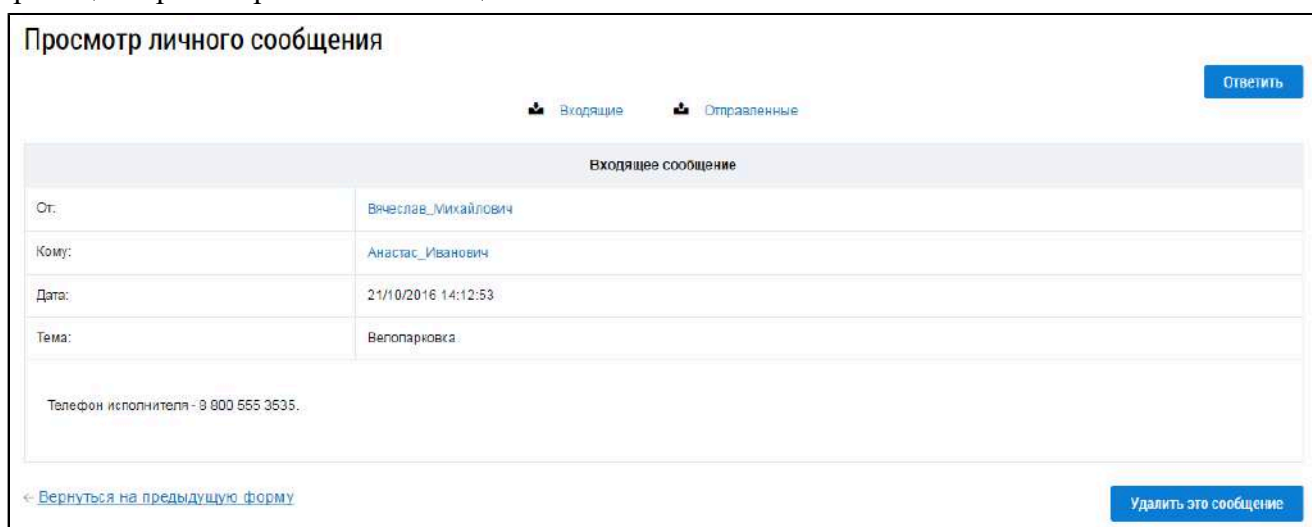 Просмотр личного сообщения
Ответить
Входящие Отправленные
Входящее сообщение
От: Вячеслав_Михайлович
Кому: Анастас_Иванович
Дата: 21/10/2016 14:12:53
Тема: Велопарковка.
Телефон исполнителя - 8 800 555 3535.
← Вернуться на предыдущую форму
Удалить это сообщение